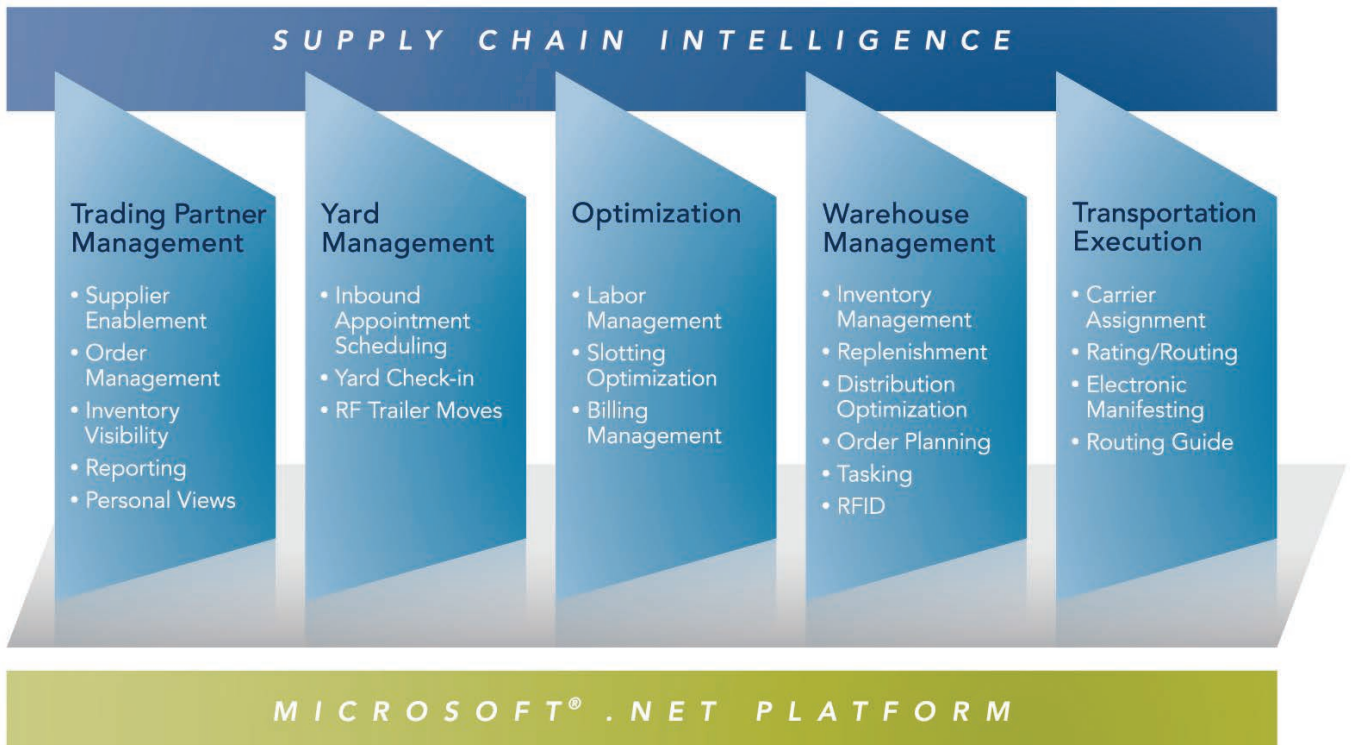 SUPPLY CHAIN INTELLIGENCE
Trading Partner
Management
• Supplier
Enablement
• Order
Management
• Inventory
Visibility
• Reporting
• Personal Views
Yard
Management
• Inbound
Appointment
Scheduling
• Yard Check-in
• RF Trailer Moves
Optimization
• Labor
Management
• Slotting
Optimization
• Billing
Management
Warehouse
Management
• Inventory
Management
• Replenishment
• Distribution
Optimization
• Order Planning
• Tasking
• RFID
Transportation
Execution
• Carrier
Assignment
• Rating/Routing
• Electronic
Manifesting
• Routing Guide
MICROSOFT® .NET PLATFORM